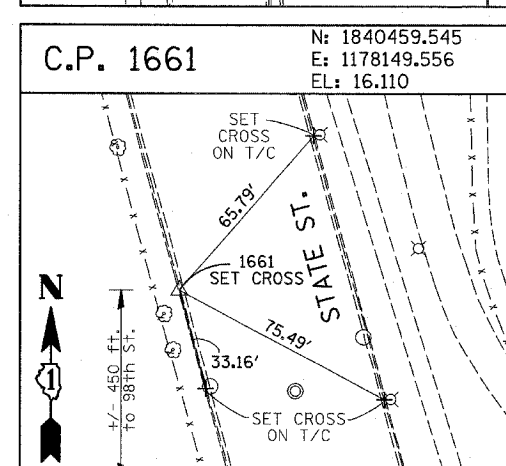 C.P. 1661
N: 1840459.545
E: 1178149.556
EL: 16.110
SET
CROSS
ON T/C
65.79'
STATE ST.
1661
SET CROSS
N
75.49'
33.16'
1
+/- 450 ft.
to 98th St.
SET CROSS
ON T/C